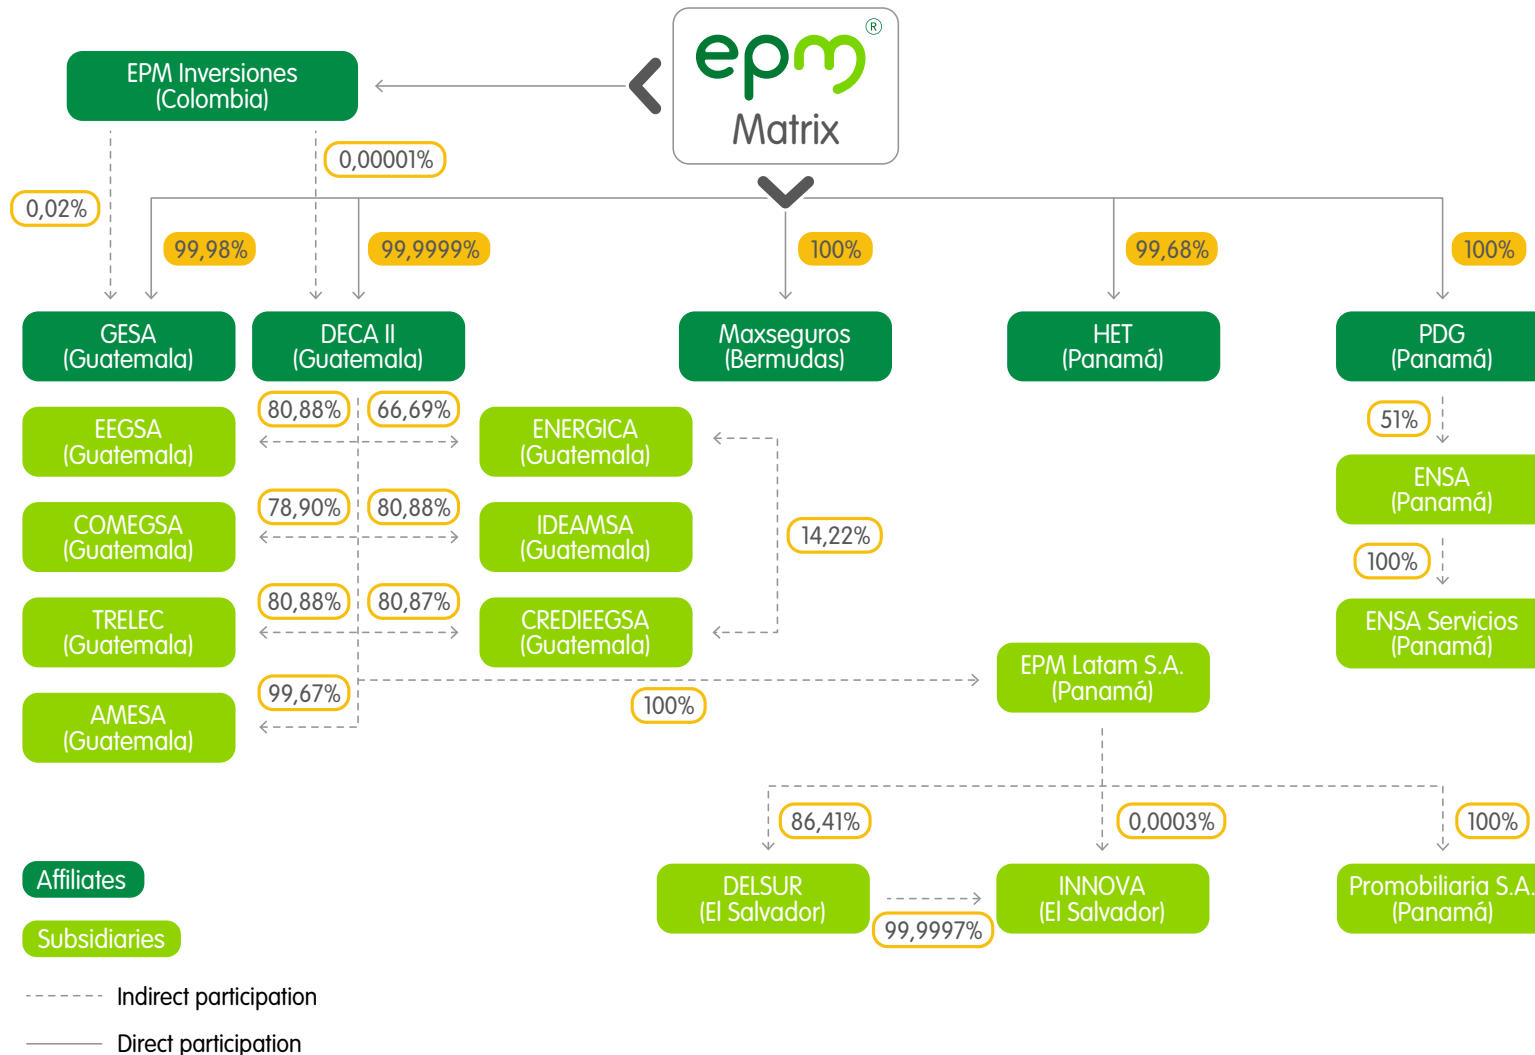 epm®
Matrix
EPM Inversiones
(Colombia)
0,00001%
0,02%
99,98%
99,9999%
100%
99,68%
100%
GESA
(Guatemala)
DECA II
(Guatemala)
Maxseguros
(Bermudas)
HET
(Panamá)
PDG
(Panamá)
80,88%
66,69%
51%
EEGSA
(Guatemala)
ENERGICA
(Guatemala)
ENSA
(Panamá)
78,90%
80,88%
14,22%
COMEGSA
(Guatemala)
IDEAMSA
(Guatemala)
100%
80,88%
80,87%
TRELEC
(Guatemala)
CREDIEEGSA
(Guatemala)
ENSA Servicios
(Panamá)
EPM Latam S.A.
(Panamá)
99,67%
100%
AMESA
(Guatemala)
86,41%
0,0003%
100%
DELSUR
(El Salvador)
99,9997%
INNOVA
(El Salvador)
Promobiliaria S.A.
(Panamá)
Affiliates
Subsidiaries
Indirect participation
Direct participation